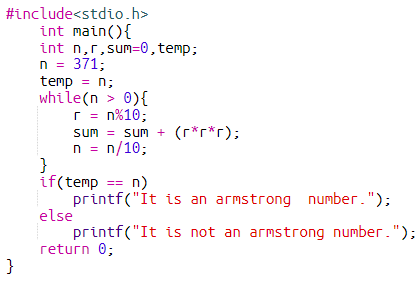 #include<stdio.h>
    int main(){
    int n,r,sum=0,temp;
    n = 371;
    temp = n;
    while(n > 0){
        r = n%10;
        sum = sum + (r*r*r);
        n = n/10;
    }
    if(temp == n)
        printf("It is an armstrong  number.");
    else
        printf("It is not an armstrong number.");
    return 0;
}